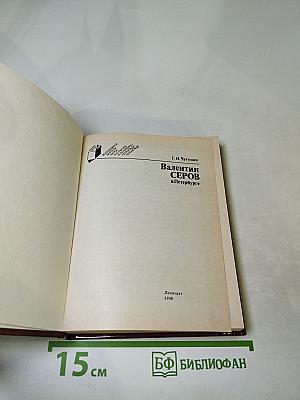 Г.И.Чугунов
Валентин
СЕРОВ
в Петербурге
Лениздат
1990
15 см
БФ БИБЛИОФАН